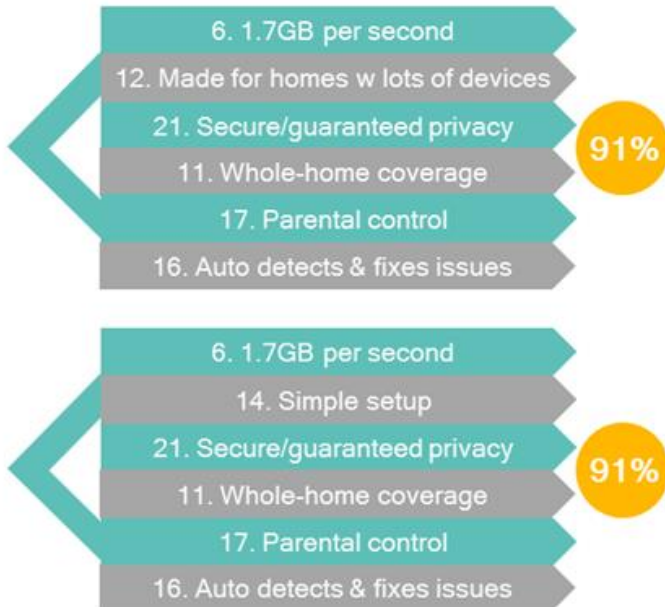 6. 1.7GB per second
12. Made for homes w lots of devices
21. Secure/guaranteed privacy
91%
11. Whole-home coverage
17. Parental control
16. Auto detects & fixes issues
6. 1.7GB per second
14. Simple setup
21. Secure/guaranteed privacy
91%
11. Whole-home coverage
17. Parental control
16. Auto detects & fixes issues